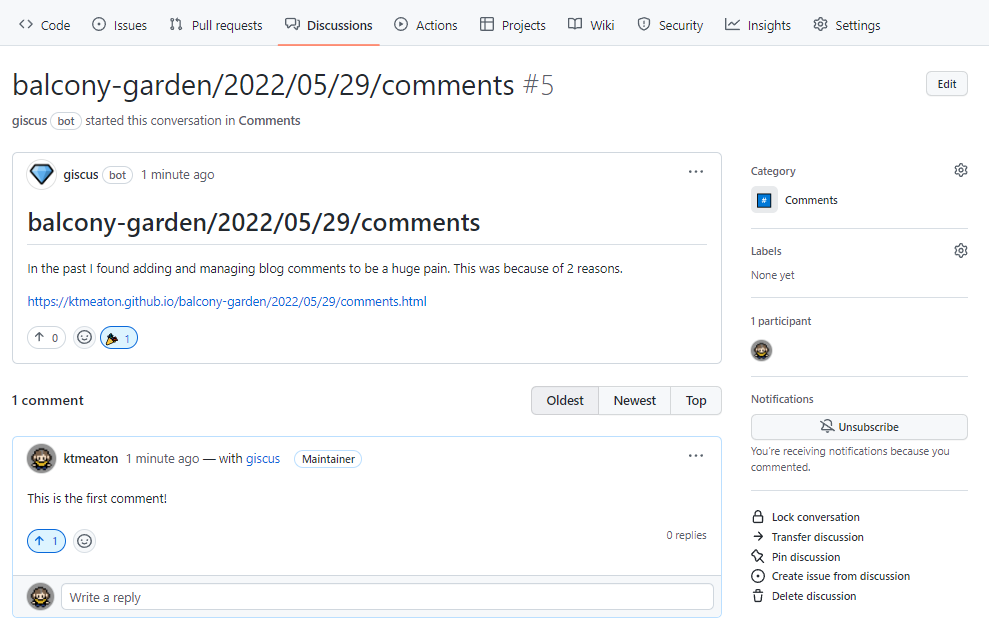 Code Issues Pull requests Discussions Actions Projects Wiki Security Insights Settings
balcony-garden/2022/05/29/comments #5
Edit
giscus bot started this conversation in Comments
giscus bot 1 minute ago
balcony-garden/2022/05/29/comments
In the past I found adding and managing blog comments to be a huge pain. This was because of 2 reasons.
https://ktmeaton.github.io/balcony-garden/2022/05/29/comments.html
0 1
1 comment
Oldest Newest Top
ktmeaton 1 minute ago — with giscus Maintainer
This is the first comment!
1
0 replies
Write a reply
Category
# Comments
Labels
None yet
1 participant
Notifications
Unsubscribe
You're receiving notifications because you
commented.
Lock conversation
Transfer discussion
Pin discussion
Create issue from discussion
Delete discussion